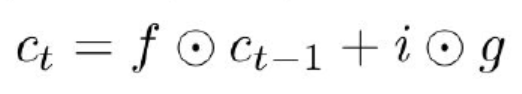 c_t = f ⊙ c_{t−1} + i ⊙ g